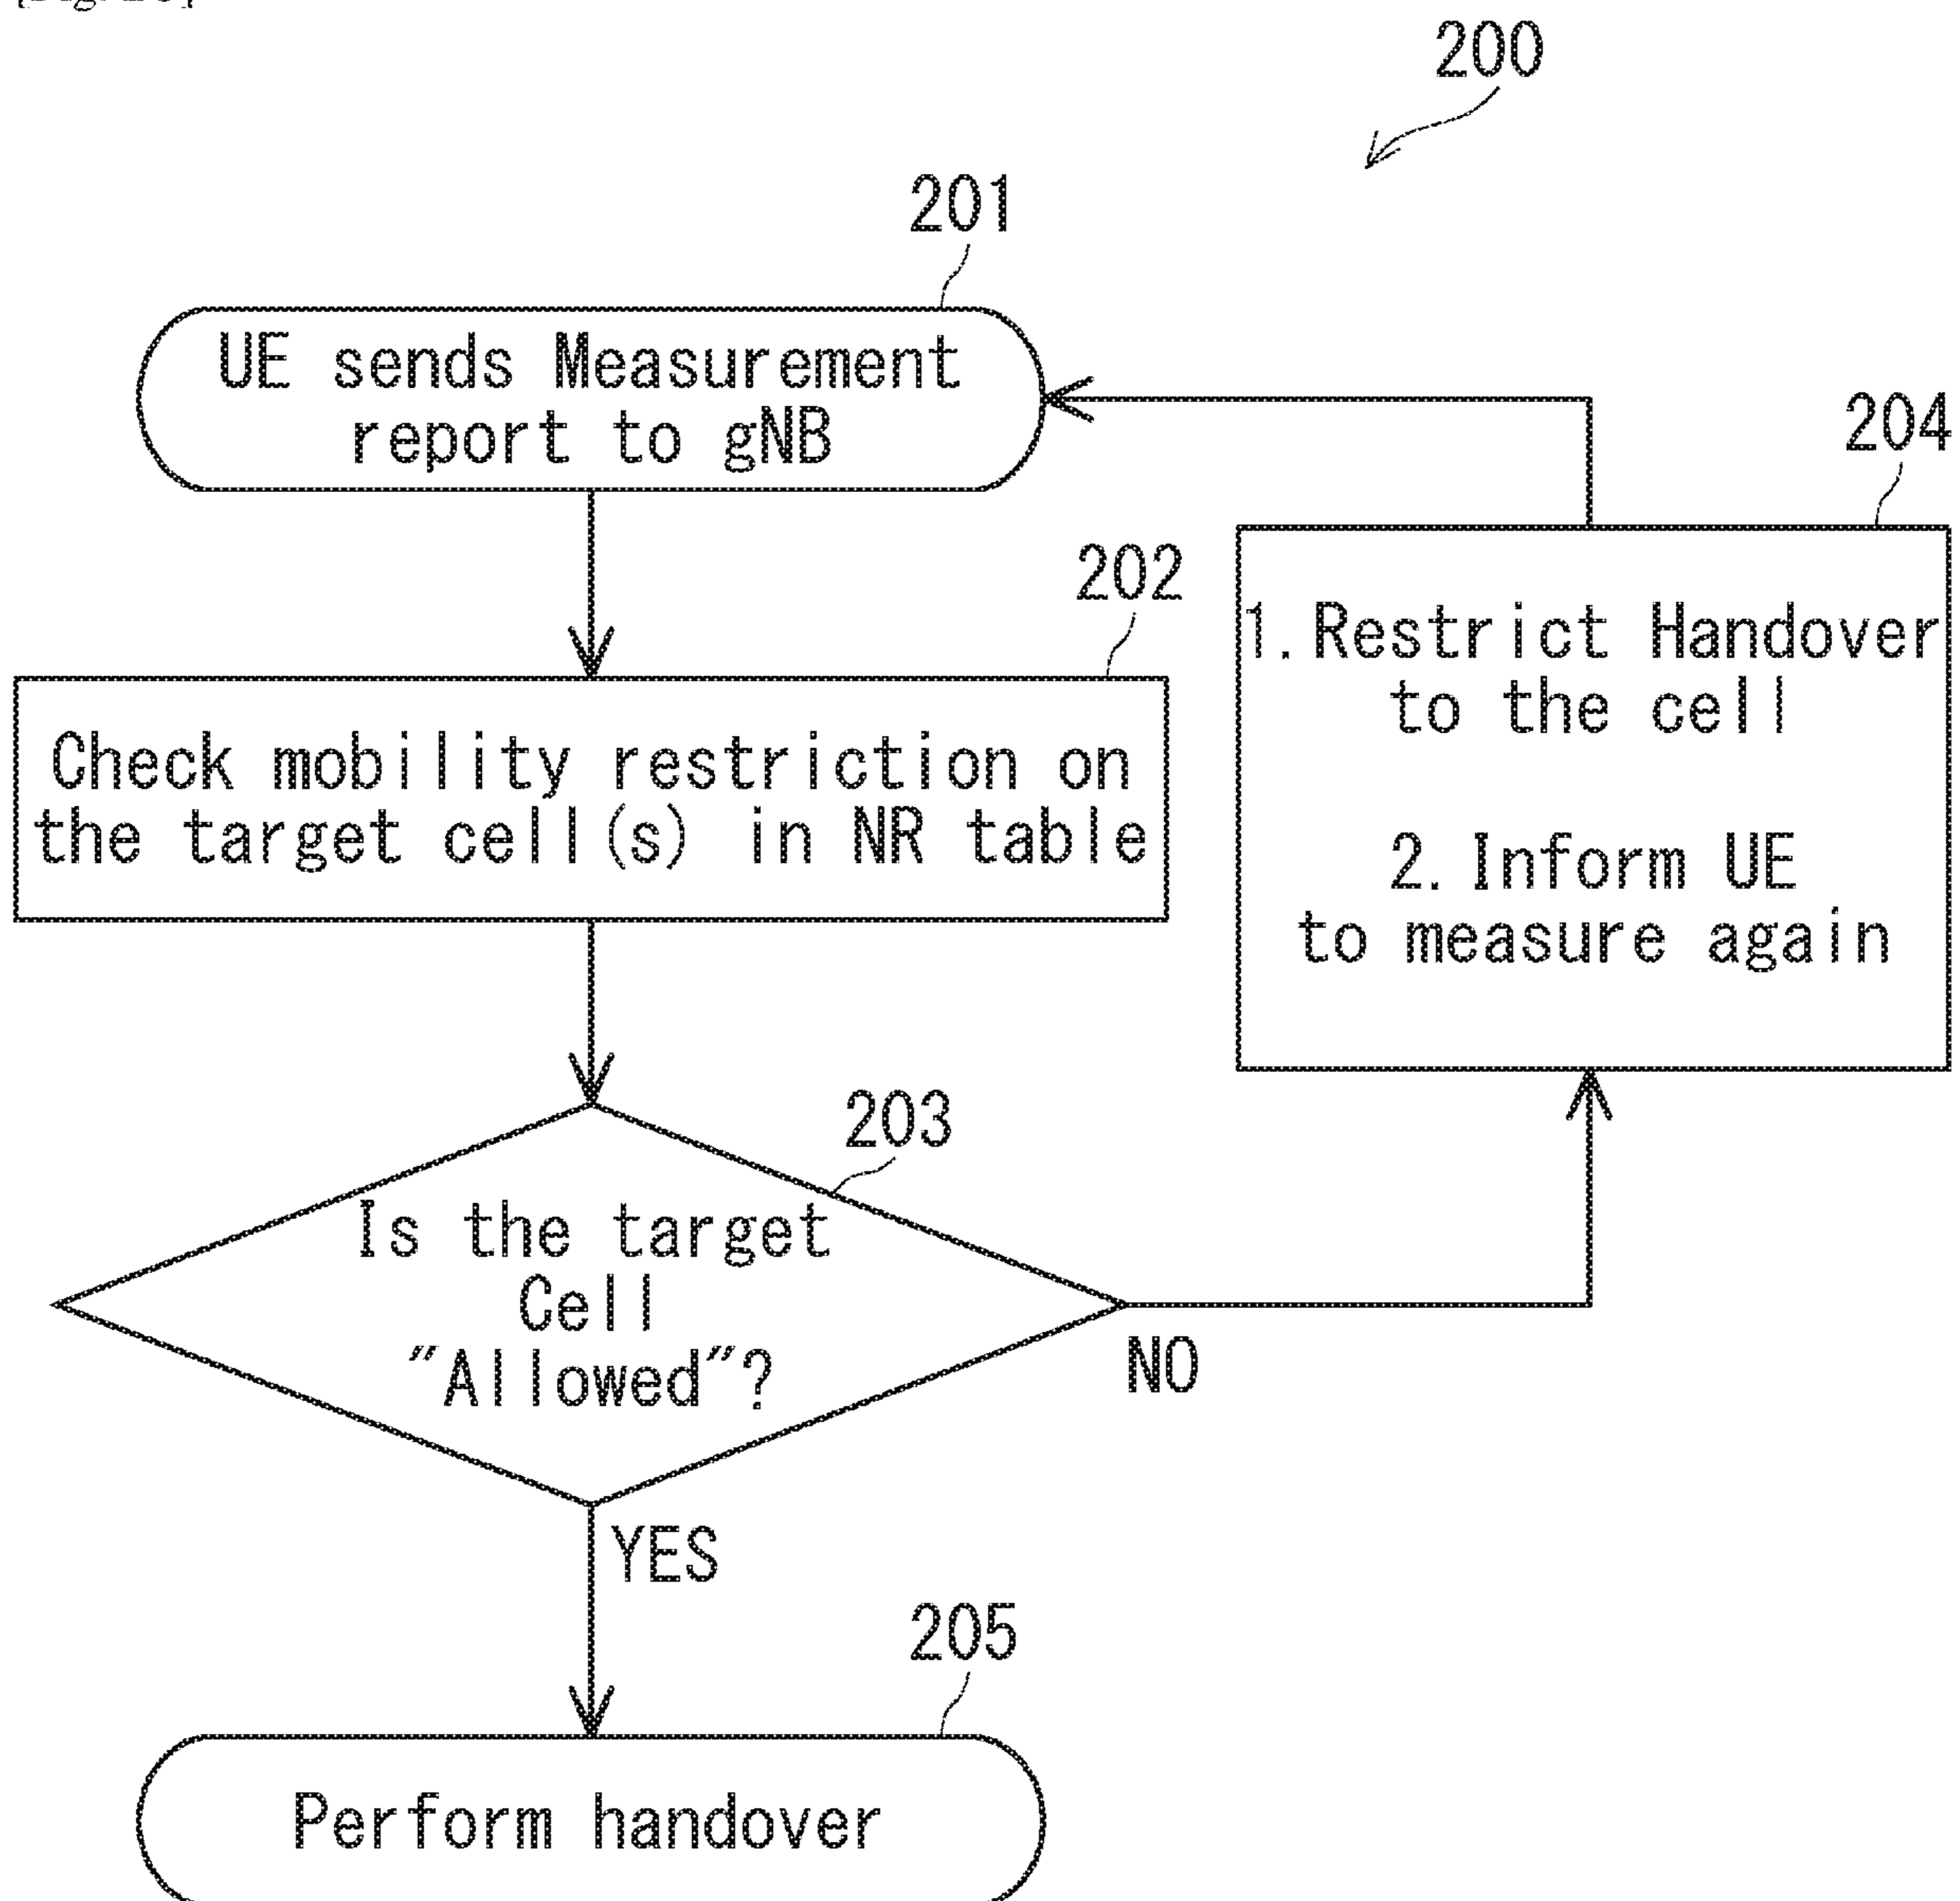 200
201
UE sends Measurement
report to gNB
202
Check mobility restriction on
the target cell(s) in NR table
203
Is the target
Cell
"Allowed"?
NO
YES
204
1. Restrict Handover
to the cell
2. Inform UE
to measure again
205
Perform handover